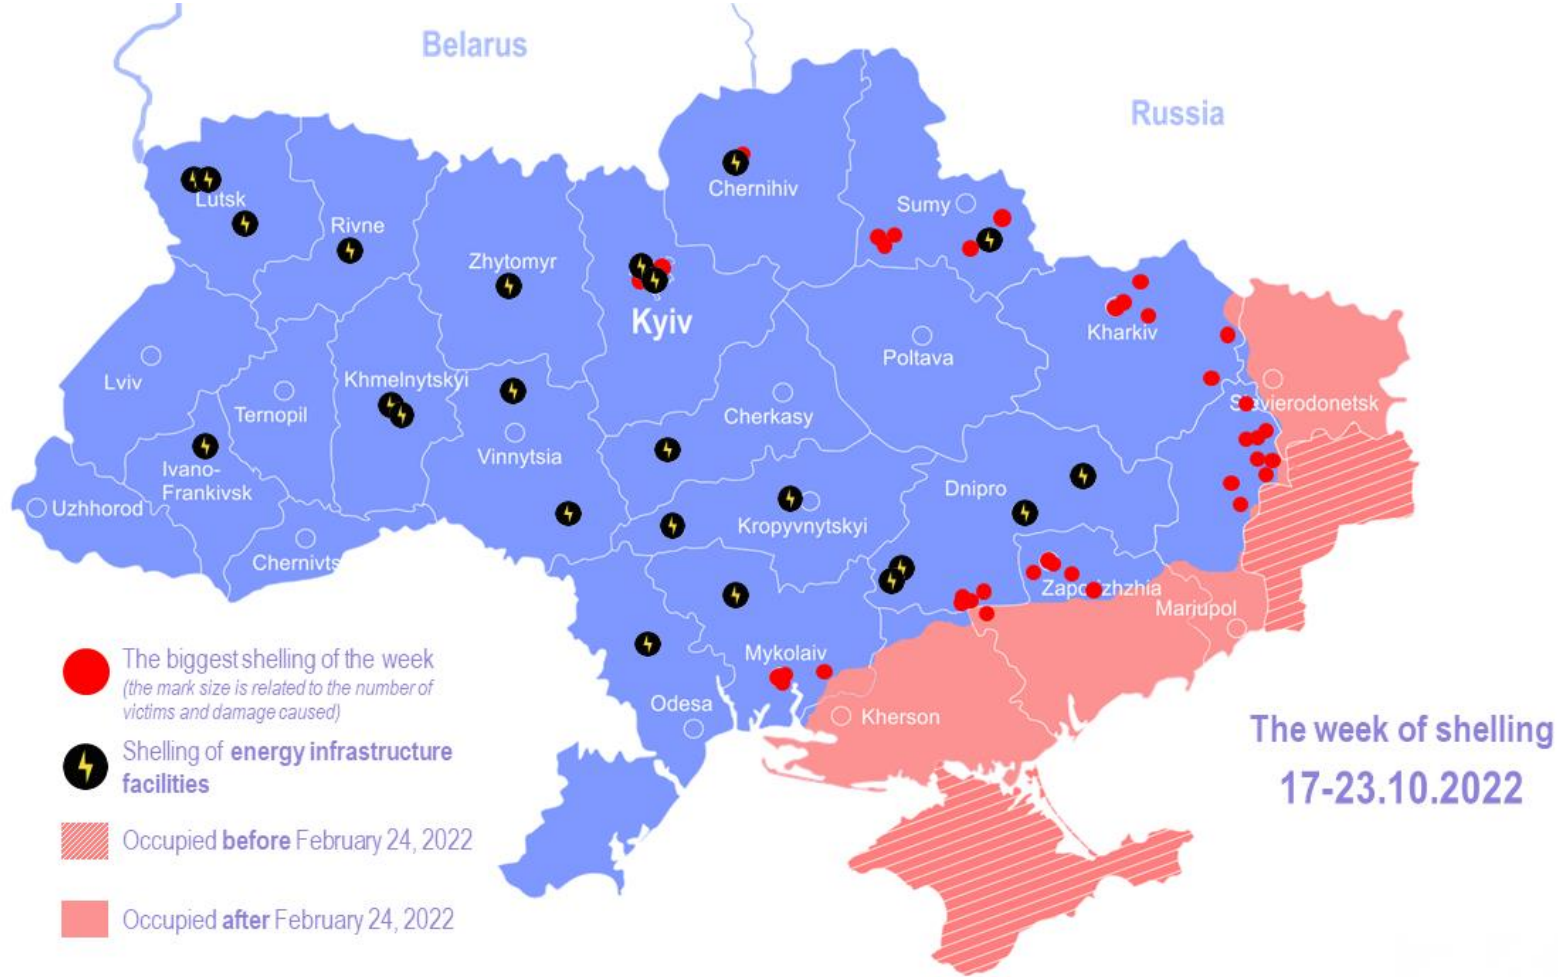 Belarus
Russia
Chernihiv
Sumy
Lutsk
Rivne
Zhytomyr
Kyiv
Kharkiv
Poltava
Lviv
Khmelnytskyi
Ternopil
Cherkasy
Vinnytsia
Ivano-
Frankivsk
Uzhhorod
Dnipro
Kropyvnytskyi
Chernivts
Mariupol
Mykolaiv
Odesa
Kherson
The biggest shelling of the week
(the mark size is related to the number of
victims and damage caused)
Shelling of energy infrastructure
facilities
Occupied before February 24, 2022
Occupied after February 24, 2022
The week of shelling
17-23.10.2022